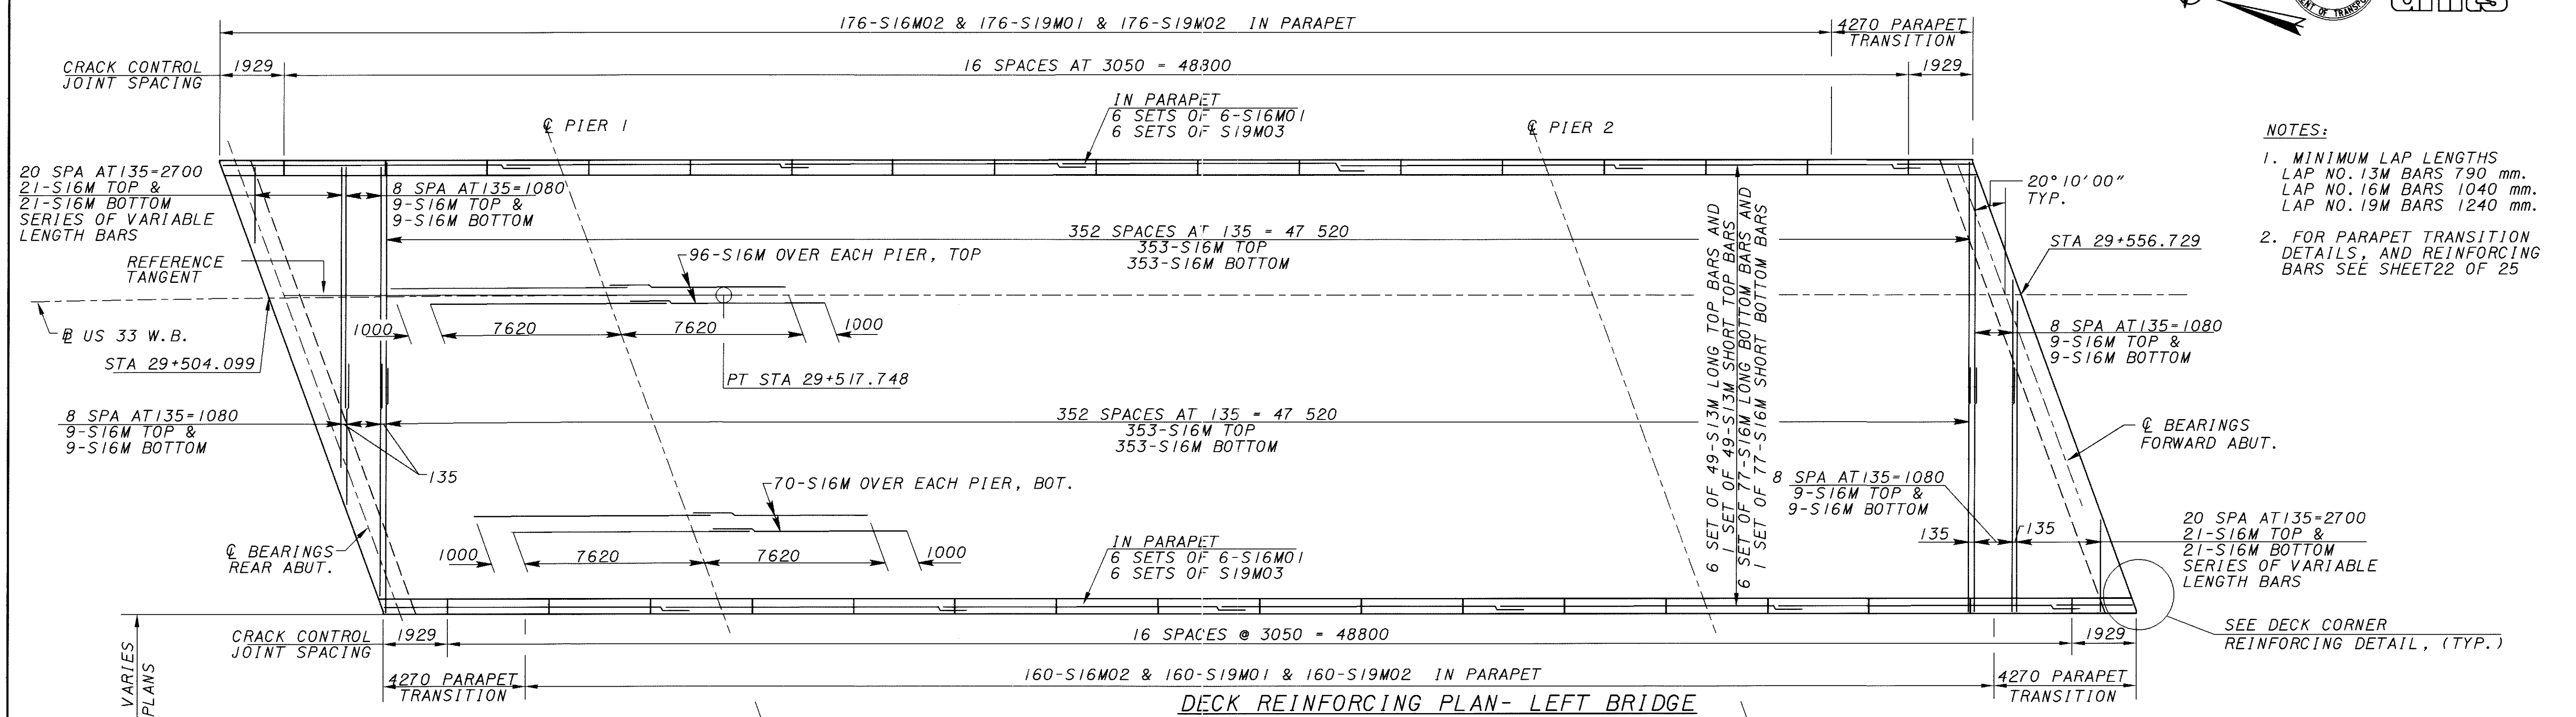 176-S16M02 & 176-S19M01 & 176-S19M02 IN PARAPET
4270 PARAPET
TRANSITION
CRACK CONTROL
JOINT SPACING
1929
16 SPACES AT 3050 = 48800
1929
IN PARAPET
6 SETS OF 6-S16M01
6 SETS OF S19M03
℄ PIER 1
℄ PIER 2
NOTES:
1. MINIMUM LAP LENGTHS
LAP NO. 13M BARS 790 mm.
LAP NO. 16M BARS 1040 mm.
LAP NO. 19M BARS 1240 mm.
2. FOR PARAPET TRANSITION
DETAILS, AND REINFORCING
BARS SEE SHEET22 OF 25
20 SPA AT135=2700
21-S16M TOP &
21-S16M BOTTOM
SERIES OF VARIABLE
LENGTH BARS
8 SPA AT135=1080
9-S16M TOP &
9-S16M BOTTOM
20°10'00"
TYP.
352 SPACES AT 135 = 47 520
353-S16M TOP
353-S16M BOTTOM
STA 29+556.729
REFERENCE
TANGENT
96-S16M OVER EACH PIER, TOP
6 SET OF 49-S13M LONG TOP BARS AND
1 SET OF 49-S13M SHORT TOP BARS
6 SET OF 77-S16M LONG BOTTOM BARS AND
1 SET OF 77-S16M SHORT BOTTOM BARS
1000
7620
7620
1000
℄ US 33 W.B.
STA 29+504.099
PT STA 29+517.748
8 SPA AT135=1080
9-S16M TOP &
9-S16M BOTTOM
8 SPA AT135=1080
9-S16M TOP &
9-S16M BOTTOM
135
352 SPACES AT 135 = 47 520
353-S16M TOP
353-S16M BOTTOM
℄ BEARINGS
FORWARD ABUT.
70-S16M OVER EACH PIER, BOT.
8 SPA AT135=1080
9-S16M TOP &
9-S16M BOTTOM
135
135
20 SPA AT135=2700
21-S16M TOP &
21-S16M BOTTOM
SERIES OF VARIABLE
LENGTH BARS
℄ BEARINGS
REAR ABUT.
1000
7620
7620
1000
IN PARAPET
6 SETS OF 6-S16M01
6 SETS OF S19M03
CRACK CONTROL
JOINT SPACING
1929
16 SPACES @ 3050 = 48800
1929
SEE DECK CORNER
REINFORCING DETAIL, (TYP.)
VARIES
PLANS
4270 PARAPET
TRANSITION
160-S16M02 & 160-S19M01 & 160-S19M02 IN PARAPET
4270 PARAPET
TRANSITION
DECK REINFORCING PLAN- LEFT BRIDGE